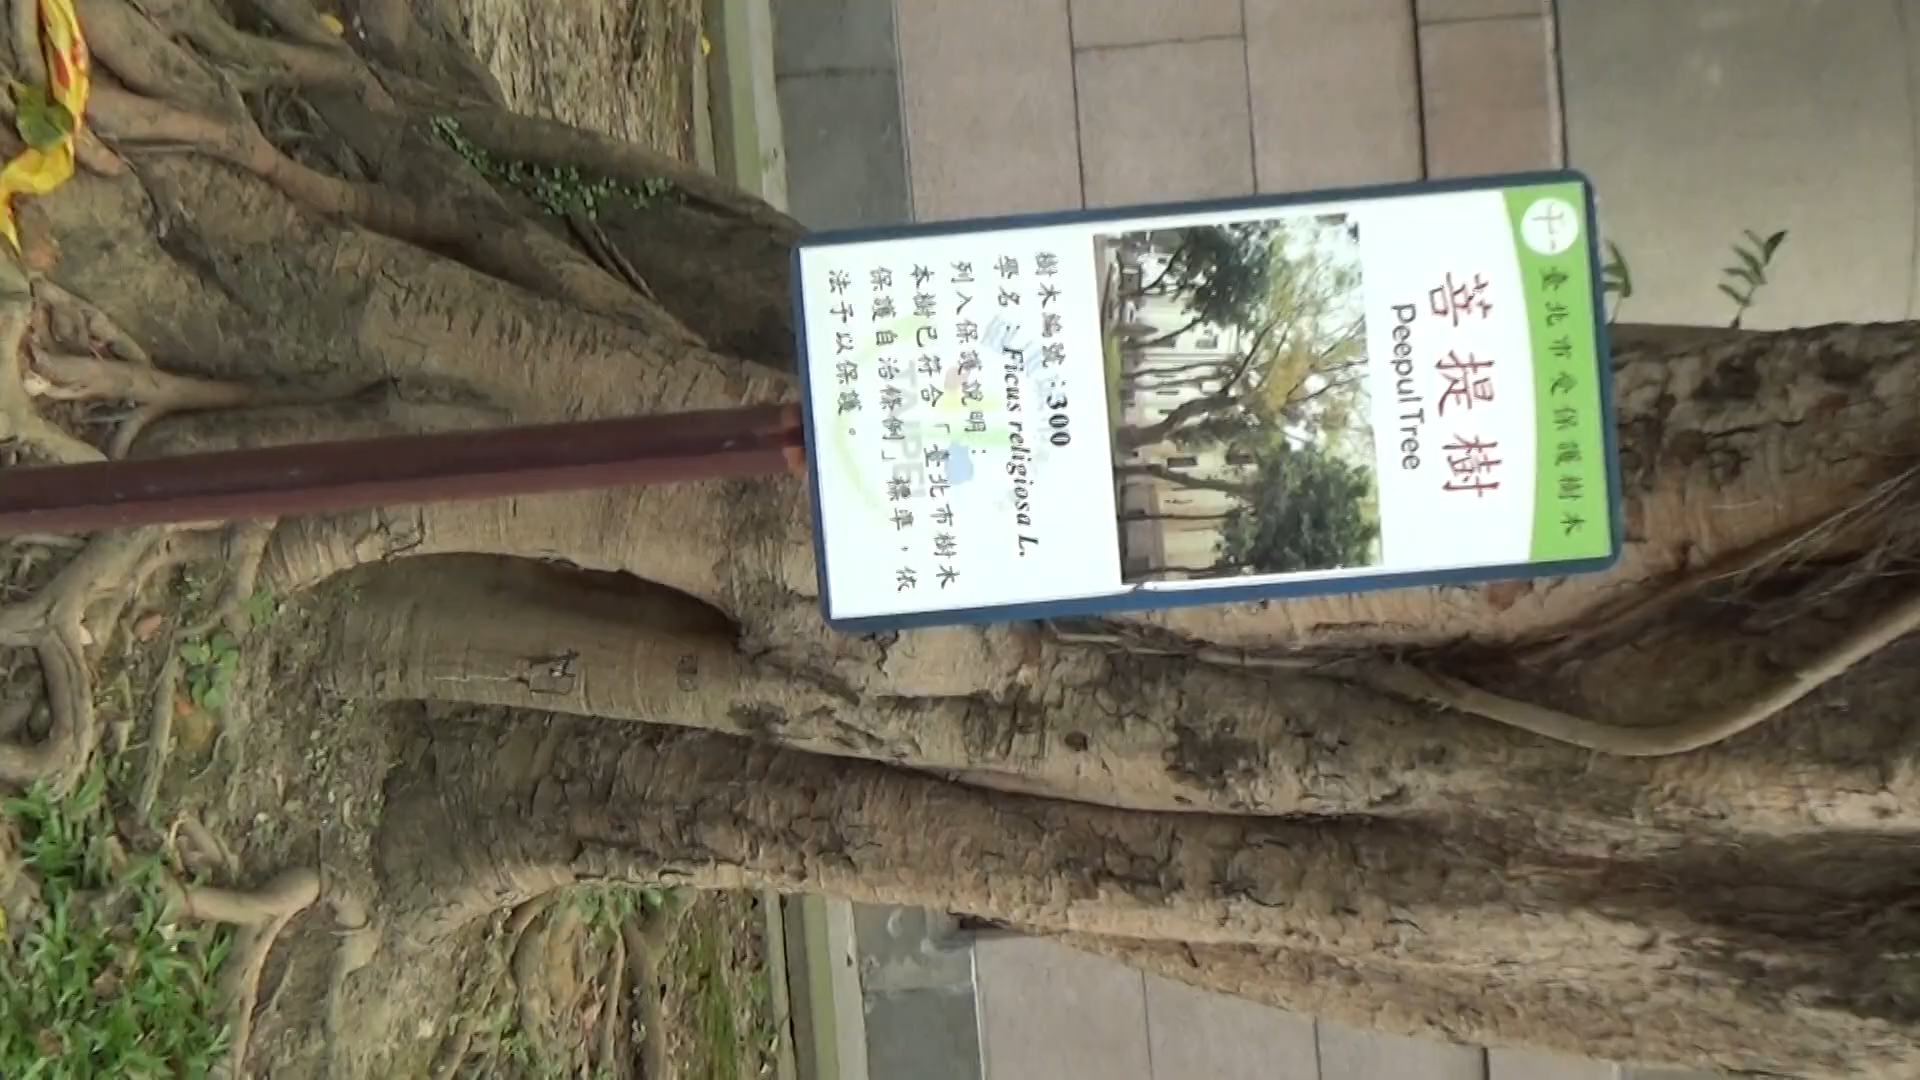 臺北市受保護樹木
菩提樹
Peepul Tree
樹木編號:300
學名：Ficus religiosa L.
列入保護說明：
本樹已符合「臺北市樹木
保護自治條例」標準，依
法予以保護。
TAIPEI